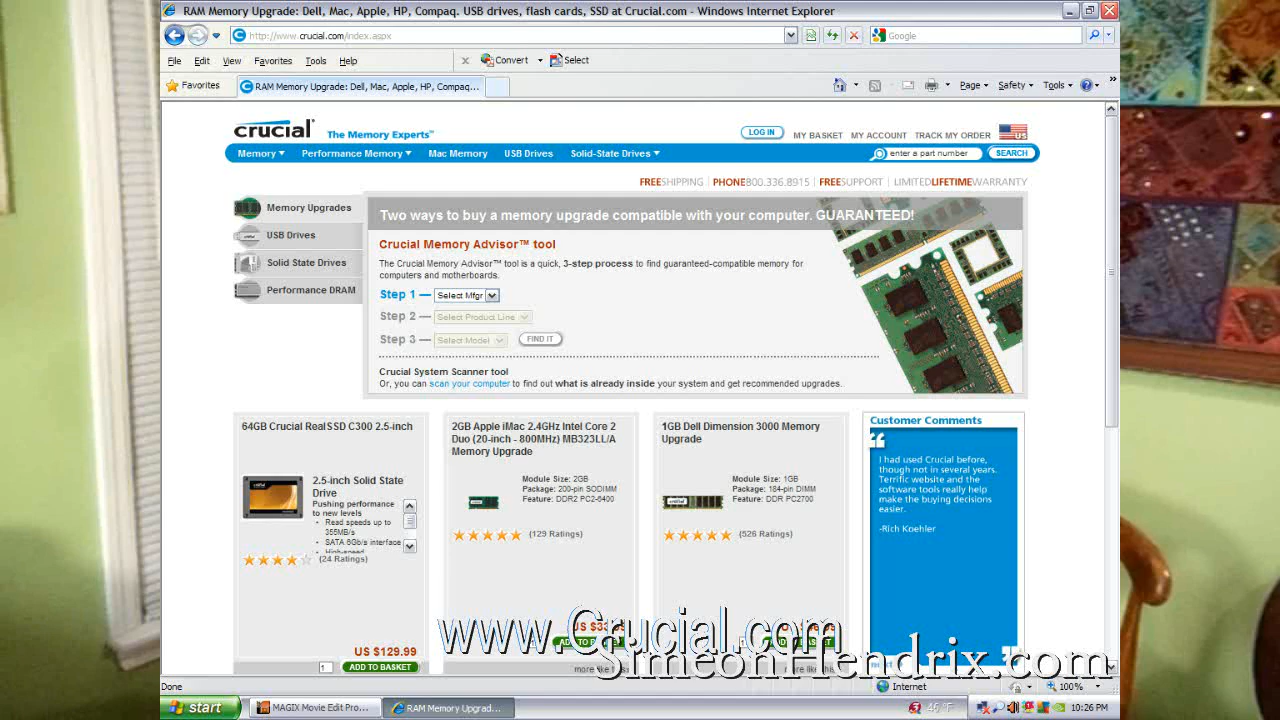 RAM Memory Upgrade: Dell, Mac, Apple, HP, Compaq. USB drives, flash cards, SSD at Crucial.com - Windows Internet Explorer
http://www.crucial.com/index.aspx
Google
File Edit View Favorites Tools Help
x Convert Select
Favorites
RAM Memory Upgrade: Dell, Mac, Apple, HP, Compaq...
Page Safety Tools
crucial
The Memory Experts™
LOG IN MY BASKET MY ACCOUNT TRACK MY ORDER
Memory Performance Memory Mac Memory USB Drives Solid-State Drives
enter a part number SEARCH
FREESHIPPING | PHONE800.336.8915 | FREESUPPORT | LIMITEDLIFETIMEWARRANTY
Memory Upgrades
USB Drives
Solid State Drives
Performance DRAM
Two ways to buy a memory upgrade compatible with your computer. GUARANTEED!
Crucial Memory Advisor™ tool
The Crucial Memory Advisor™ tool is a quick, 3-step process to find guaranteed-compatible memory for
computers and motherboards.
Step 1 — Select Mfgr
Step 2 — Select Product Line
Step 3 — Select Model FIND IT
Crucial System Scanner tool
Or, you can scan your computer to find out what is already inside your system and get recommended upgrades.
64GB Crucial RealSSD C300 2.5-inch
2.5-inch Solid State
Drive
Pushing performance
to new levels
• Read speeds up to
355MB/s
• SATA 6Gb/s interface
• High-speed
(24 Ratings)
US $129.99
1 ADD TO BASKET
2GB Apple iMac 2.4GHz Intel Core 2
Duo (20-inch - 800MHz) MB323LL/A
Memory Upgrade
Module Size: 2GB
Package: 200-pin SODIMM
Feature: DDR2 PC2-6400
(129 Ratings)
US $33
ADD TO
more like this
1GB Dell Dimension 3000 Memory
Upgrade
Module Size: 1GB
Package: 184-pin DIMM
Feature: DDR PC2700
(526 Ratings)
Customer Comments
I had used Crucial before,
though not in several years.
Terrific website and the
software tools really help
make the buying decisions
easier.
-Rich Koehler
www.Crucial.com
SimeonHendrix.com
Done Internet 100%
start MAGIX Movie Edit Pro... RAM Memory Upgrad... 46°F 10:26 PM